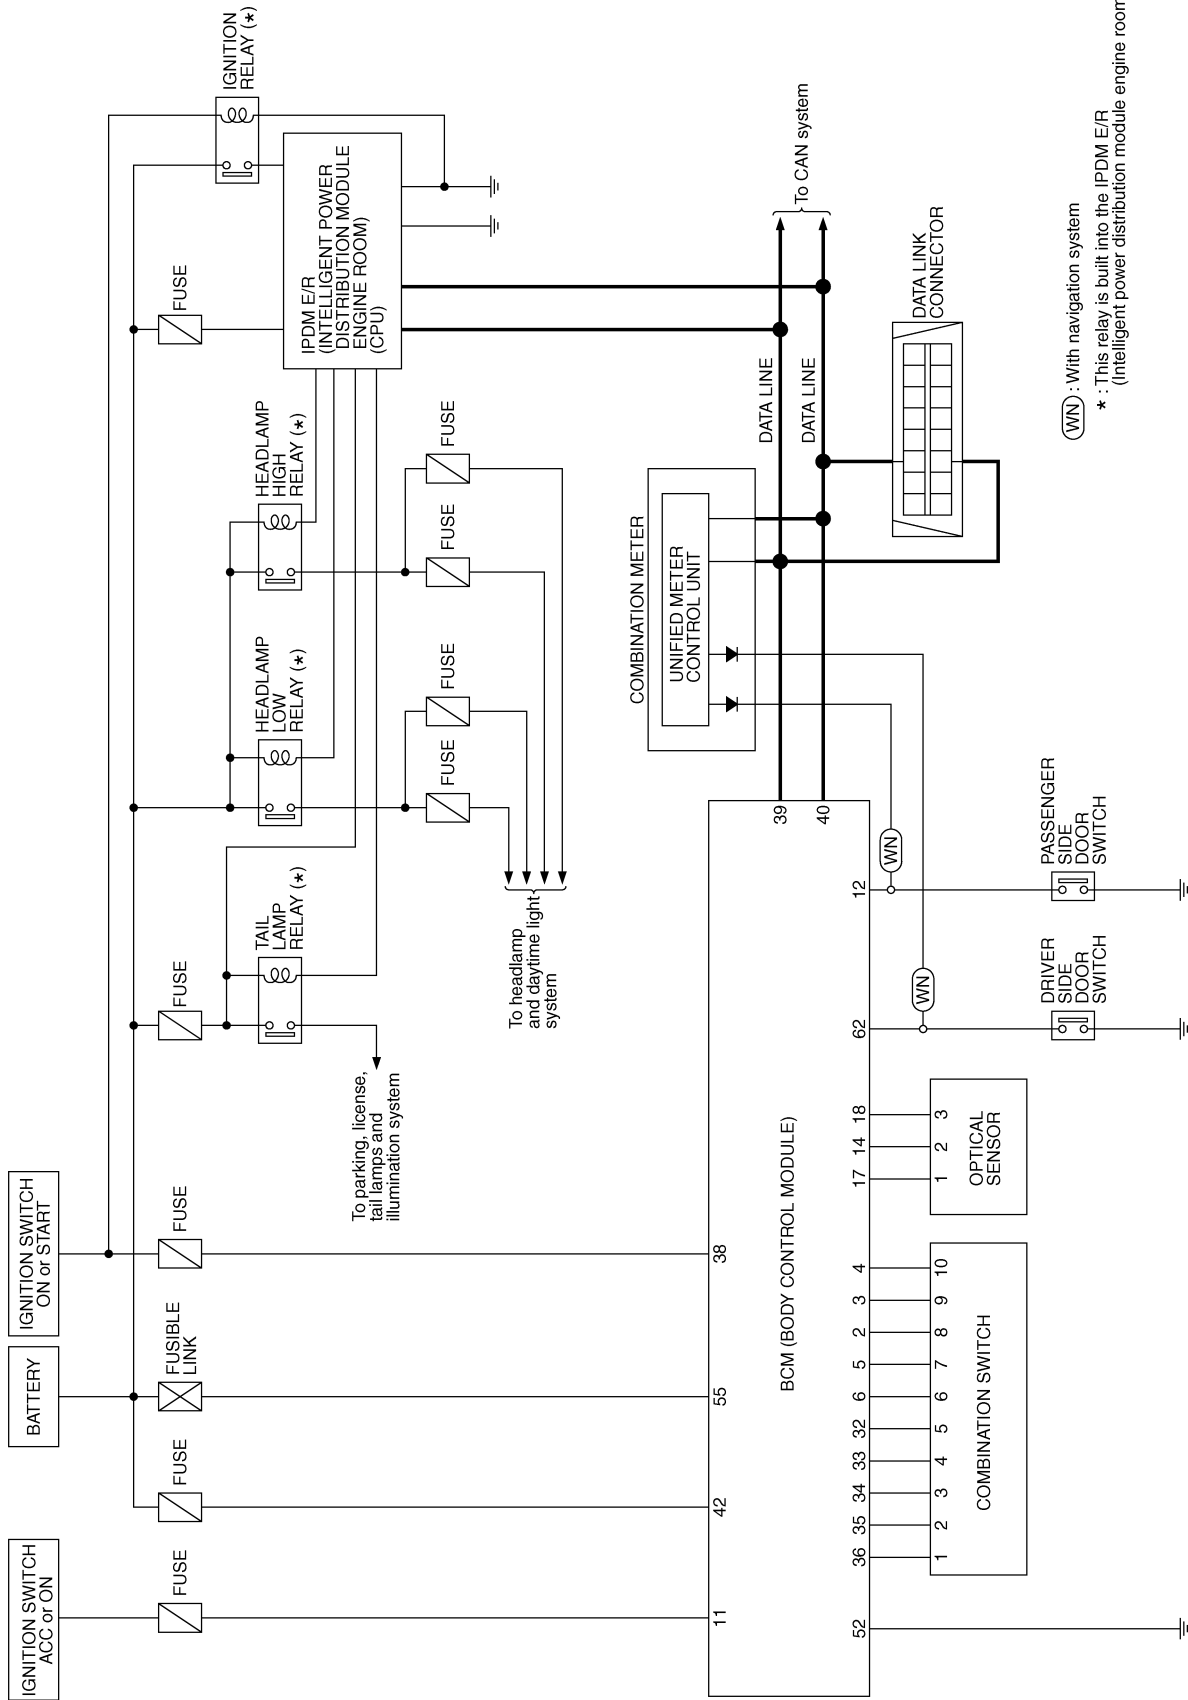 IGNITION SWITCH
ACC or ON
BATTERY
IGNITION SWITCH
ON or START
FUSE
FUSE
FUSIBLE
LINK
FUSE
FUSE
FUSE
TAIL
LAMP
RELAY (*)
HEADLAMP
LOW
RELAY (*)
HEADLAMP
HIGH
RELAY (*)
IGNITION
RELAY (*)
To parking, license,
tail lamps and
illumination system
IPDM E/R
(INTELLIGENT POWER
DISTRIBUTION MODULE
ENGINE ROOM)
(CPU)
FUSE
FUSE
FUSE
FUSE
To headlamp
and daytime light
system
COMBINATION METER
UNIFIED METER
CONTROL UNIT
DATA LINE
DATA LINE
To CAN system
11
42
55
38
39
40
BCM (BODY CONTROL MODULE)
52
36
35
34
33
32
6
5
2
3
4
17
14
18
62
12
1
2
3
4
5
6
7
8
9
10
COMBINATION SWITCH
1
2
3
OPTICAL
SENSOR
WN
WN
DATA LINK
CONNECTOR
DRIVER
SIDE
DOOR
SWITCH
PASSENGER
SIDE
DOOR
SWITCH
WN : With navigation system
* : This relay is built into the IPDM E/R
(Intelligent power distribution module engine room